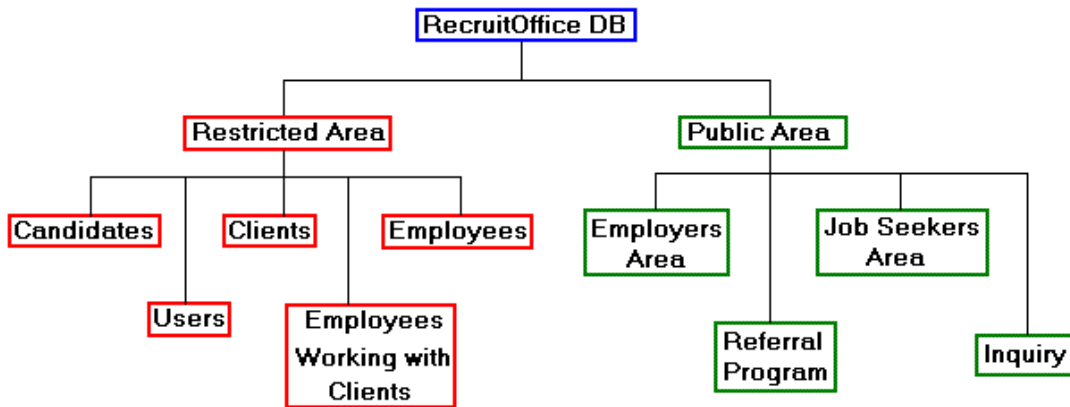 RecruitOffice DB
Restricted Area
Public Area
Candidates
Clients
Employees
Employers
Area
Job Seekers
Area
Users
Employees
Working with
Clients
Referral
Program
Inquiry